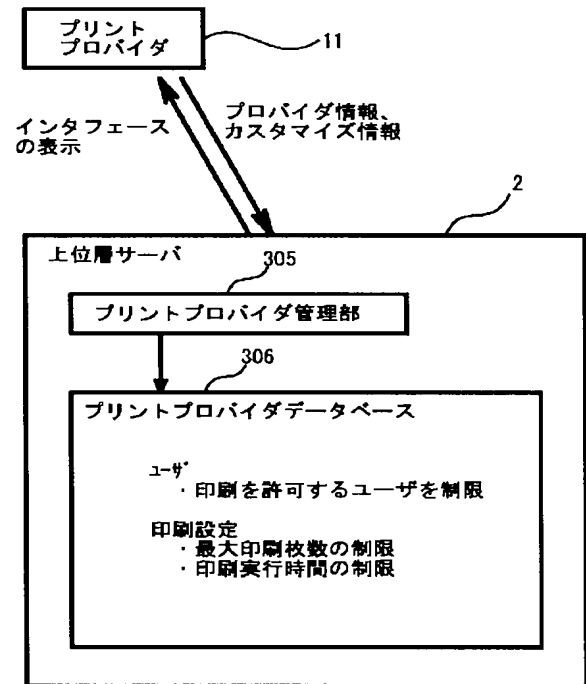 プリント
プロバイダ
11
インタフェース
の表示
プロバイダ情報、
カスタマイズ情報
2
上位層サーバ
305
プリントプロバイダ管理部
306
プリントプロバイダデータベース
ユーザ
・印刷を許可するユーザを制限
印刷設定
・最大印刷枚数の制限
・印刷実行時間の制限